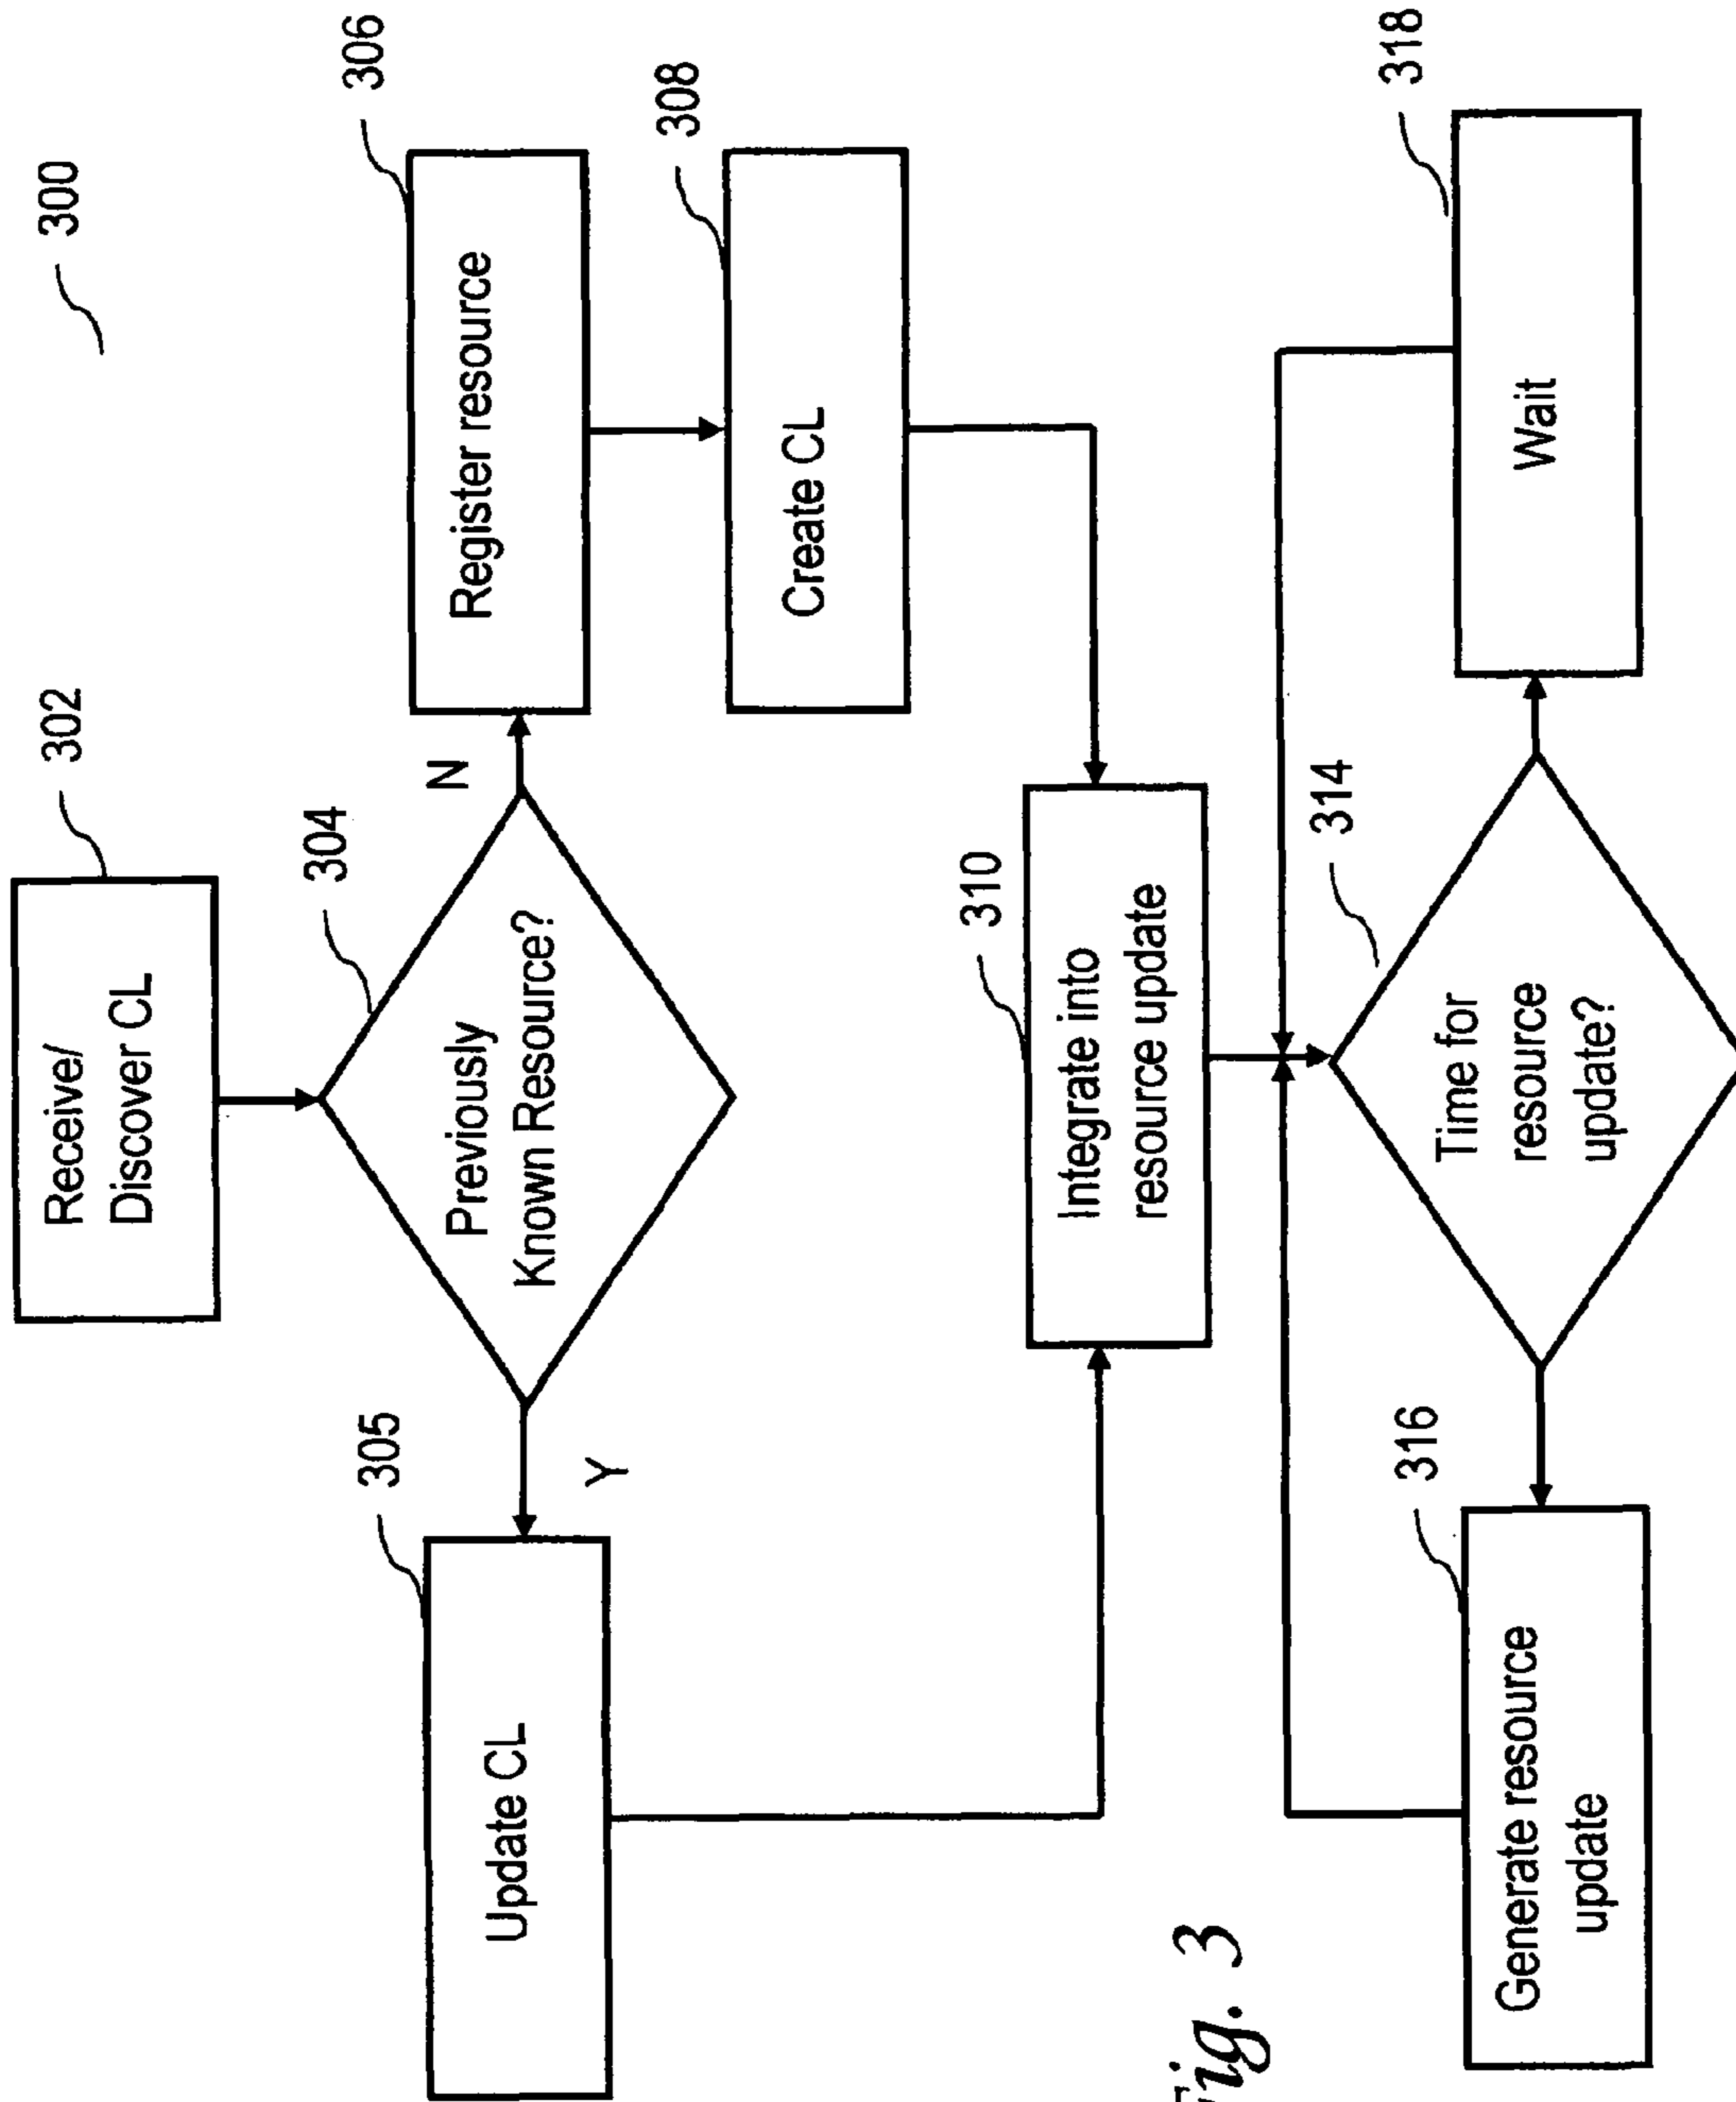 300
302
Receive/
Discover CL
304
Previously
Known Resource?
N
Y
305
Update CL
306
Register resource
308
Create CL
310
Integrate into
resource update
314
Time for
resource
update?
316
Generate resource
update
318
Wait
Fig. 3